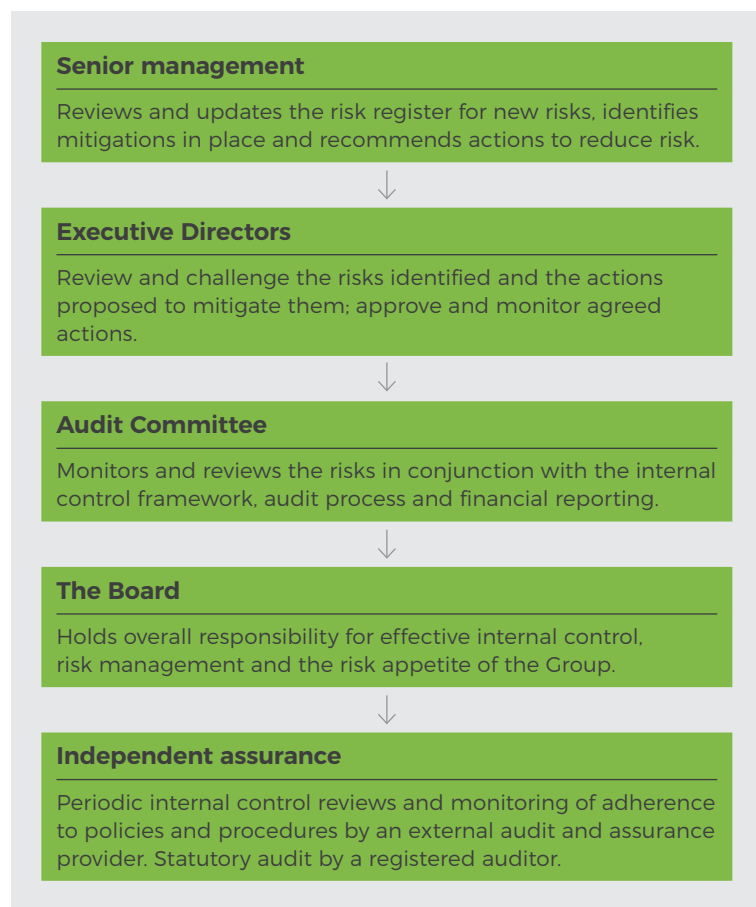 Senior management
Reviews and updates the risk register for new risks, identifies
mitigations in place and recommends actions to reduce risk.
Executive Directors
Review and challenge the risks identified and the actions
proposed to mitigate them; approve and monitor agreed
actions.
Audit Committee
Monitors and reviews the risks in conjunction with the internal
control framework, audit process and financial reporting.
The Board
Holds overall responsibility for effective internal control,
risk management and the risk appetite of the Group.
Independent assurance
Periodic internal control reviews and monitoring of adherence
to policies and procedures by an external audit and assurance
provider. Statutory audit by a registered auditor.